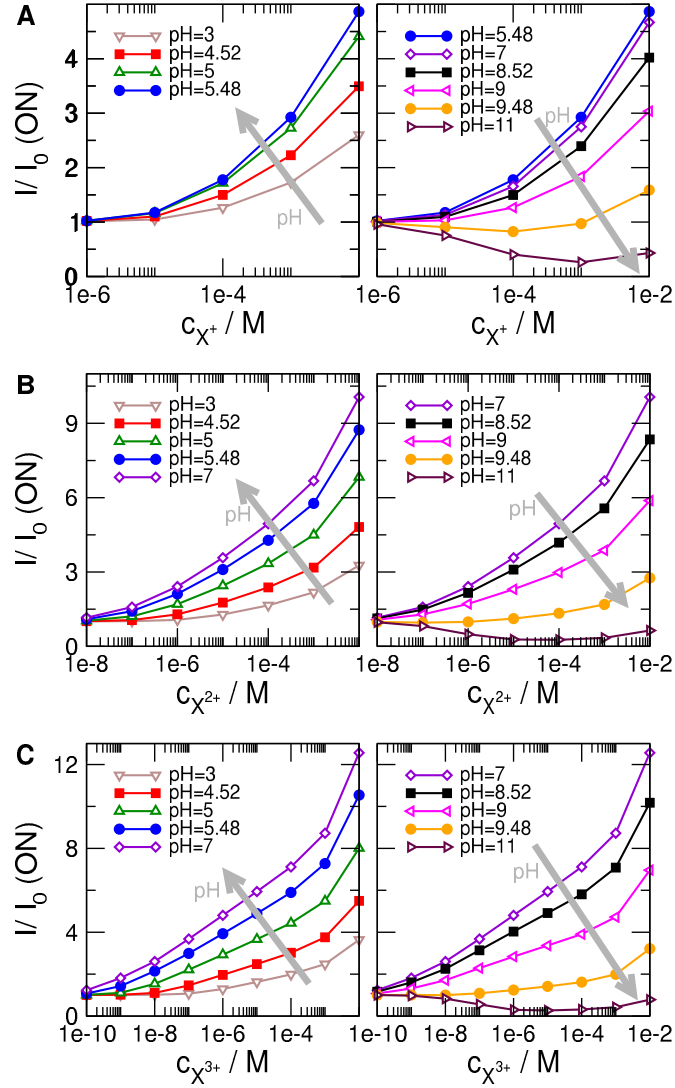 A
I/ I0 (ON)
4
3
2
1
0
pH=3
pH=4.52
pH=5
pH=5.48
pH
1e-6
1e-4
cX+ / M
pH=5.48
pH=7
pH=8.52
pH=9
pH=9.48
pH=11
pH
1e-6
1e-4
1e-2
cX+ / M
B
I/ I0 (ON)
9
6
3
0
pH=3
pH=4.52
pH=5
pH=5.48
pH=7
pH
1e-8
1e-6
1e-4
cX2+ / M
pH=7
pH=8.52
pH=9
pH=9.48
pH=11
pH
1e-8
1e-6
1e-4
1e-2
cX2+ / M
C
I/ I0 (ON)
12
8
4
0
pH=3
pH=4.52
pH=5
pH=5.48
pH=7
pH
1e-10
1e-8
1e-6
1e-4
cX3+ / M
pH=7
pH=8.52
pH=9
pH=9.48
pH=11
pH
1e-10
1e-8
1e-6
1e-4
1e-2
cX3+ / M